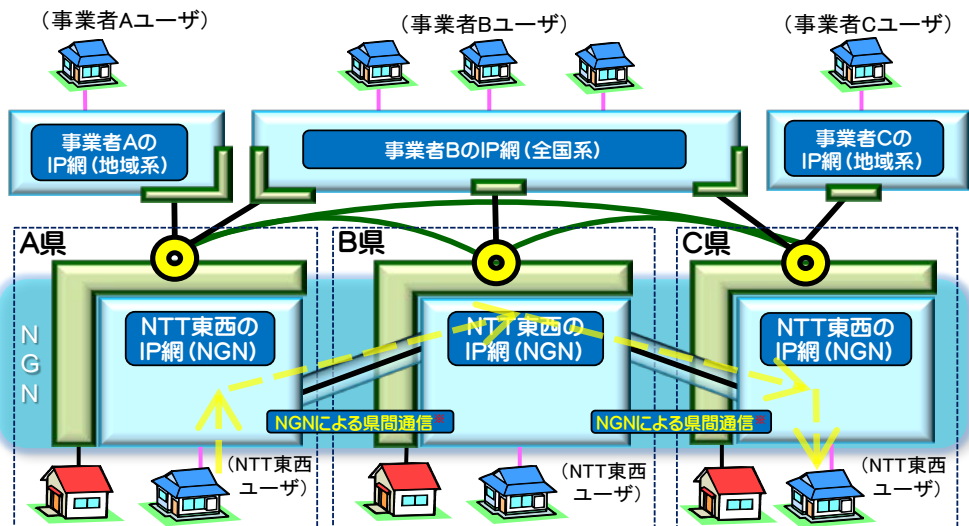 （事業者Aユーザ）
（事業者Bユーザ）
（事業者Cユーザ）
事業者Aの
IP網（地域系）
事業者BのIP網（全国系）
事業者Cの
IP網（地域系）
A県
B県
C県
NGN
NTT東西の
IP網（NGN）
NTT東西の
IP網（NGN）
NTT東西の
IP網（NGN）
NGNによる県間通信※
NGNによる県間通信※
（NTT東西
ユーザ）
（NTT東西
ユーザ）
（NTT東西
ユーザ）